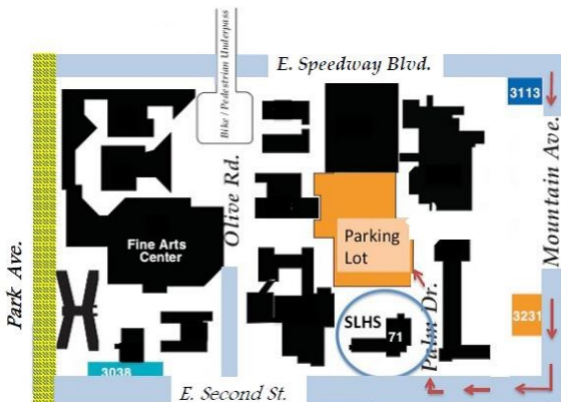 E. Speedway Blvd.
Bike / Pedestrian Underpass
3113
Mountain Ave.
Olive Rd.
Park Ave.
Fine Arts
Center
Parking
Lot
Palm Dr.
SLHS
71
3231
3038
E. Second St.